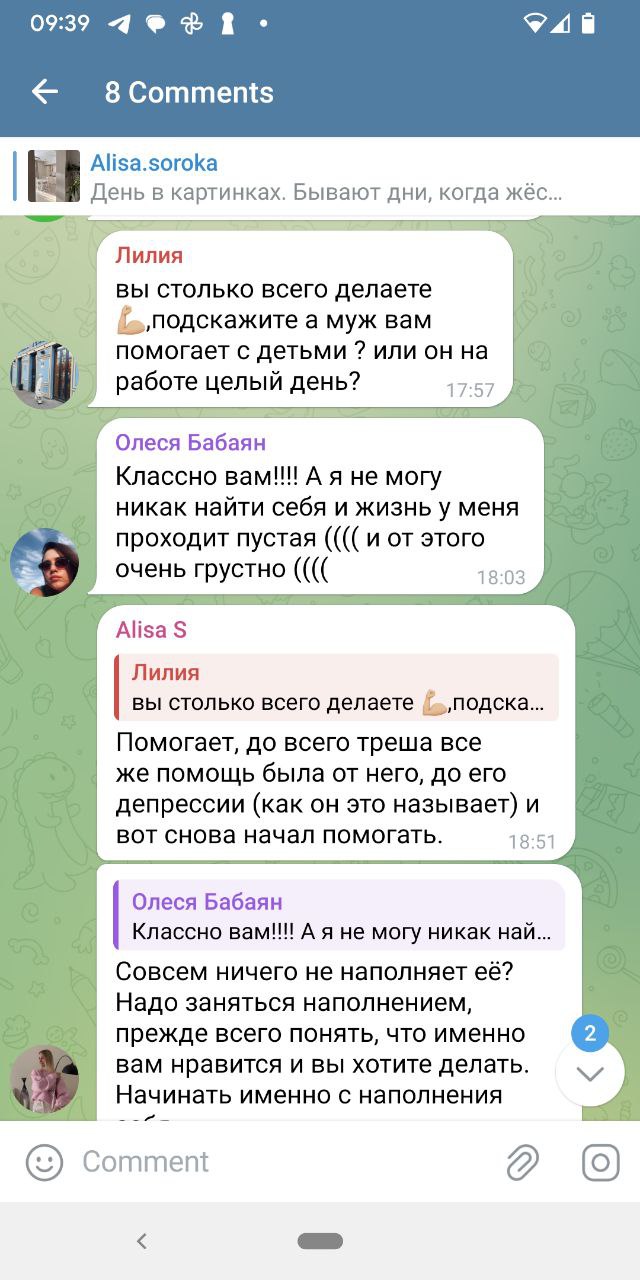 09:39
8 Comments
Alisa.soroka
День в картинках. Бывают дни, когда жёс...
Лилия
вы столько всего делаете
💪🏼,подскажите а муж вам
помогает с детьми ? или он на
работе целый день?
17:57
Олеся Бабаян
Классно вам!!!! А я не могу
никак найти себя и жизнь у меня
проходит пустая (((( и от этого
очень грустно ((((
18:03
Alisa S
Лилия
вы столько всего делаете 💪🏼,подска...
Помогает, до всего треша все
же помощь была от него, до его
депрессии (как он это называет) и
вот снова начал помогать.
18:51
Олеся Бабаян
Классно вам!!!! А я не могу никак най...
Совсем ничего не наполняет её?
Надо заняться наполнением,
прежде всего понять, что именно
вам нравится и вы хотите делать.
Начинать именно с наполнения
2
Comment